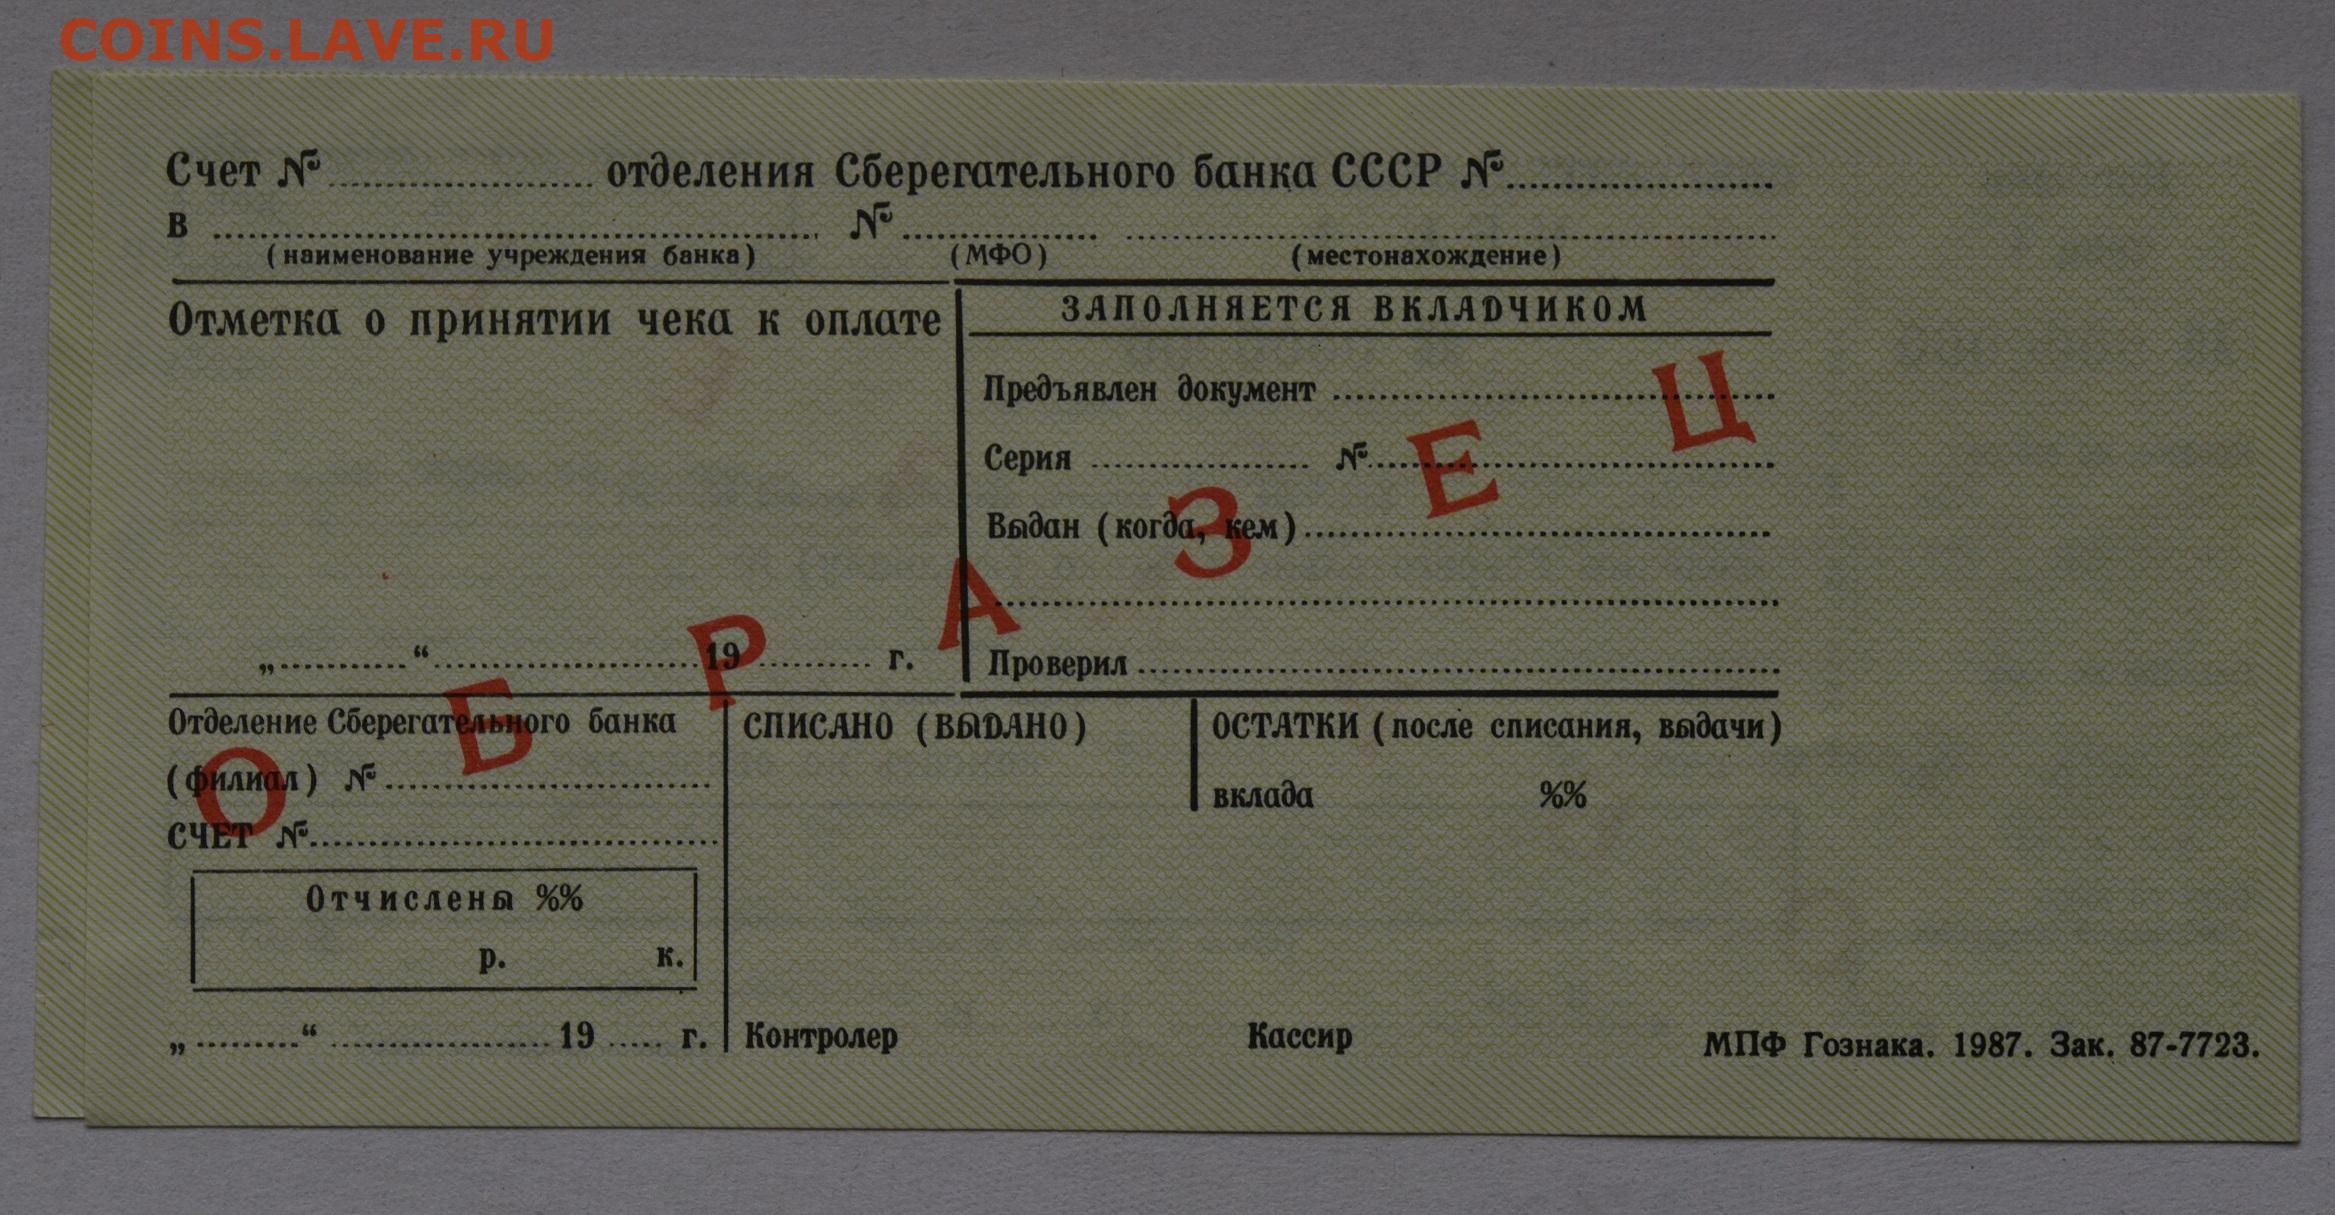 COINS.LAVE.RU
Счет №.......................... отделения Сберегательного банка СССР №..........................
в .......................................................... № .................... ................................................................
(наименование учреждения банка) (МФО) (местонахождение)
Отметка о принятии чека к оплате
„............“..........................19........... г.
ЗАПОЛНЯЕТСЯ ВКЛАДЧИКОМ
Предъявлен документ ............................................
Серия ...................... №.........................................
Выдан (когда, кем)...............................................
..............................................................................
Проверил ................................................................
ОБРАЗЕЦ
Отделение Сберегательного банка
(филиал) №................................
СЧЕТ №.........................................
Отчислены %%
р. к.
„..........“ ...................... 19 ..... г.
СПИСАНО (ВЫДАНО)
Контролер
ОСТАТКИ (после списания, выдачи)
вклада %%
Кассир
МПФ Гознака. 1987. Зак. 87-7723.